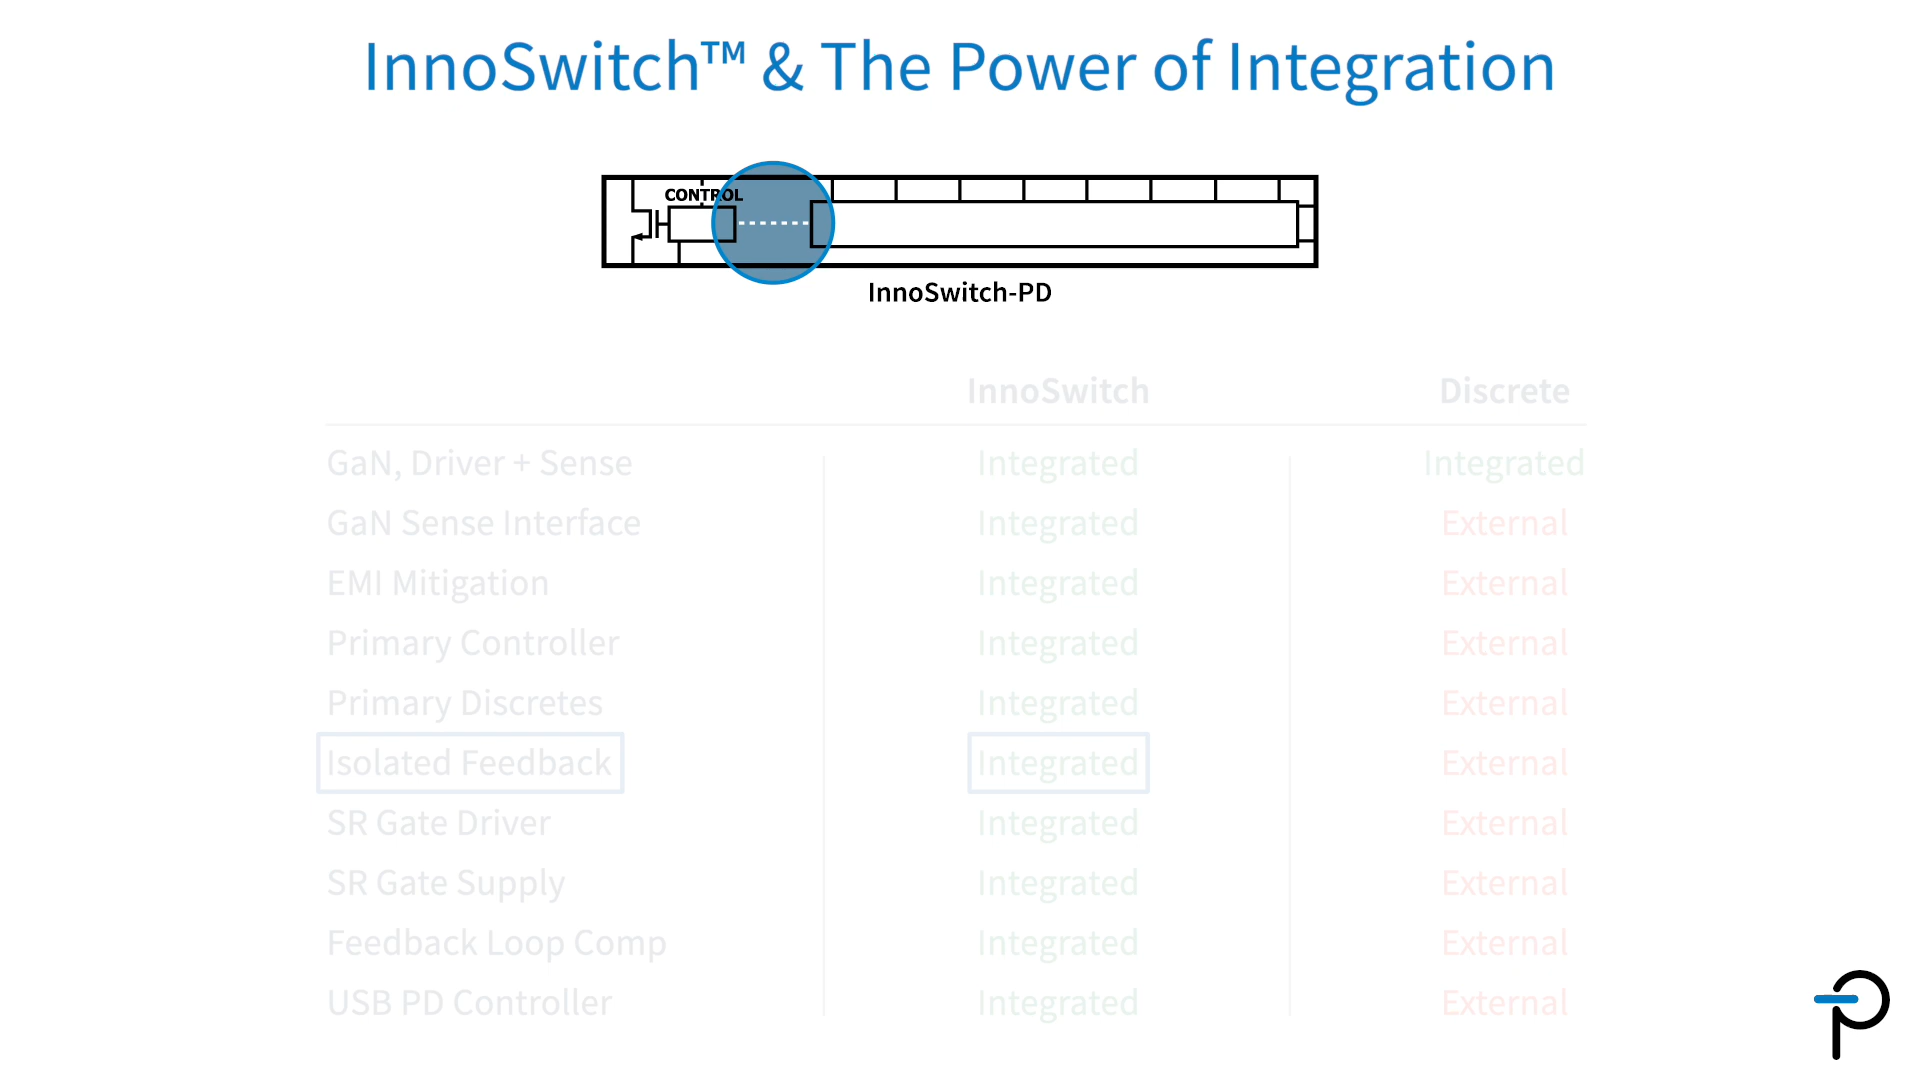 InnoSwitch™ & The Power of Integration
CONTROL
InnoSwitch-PD
InnoSwitch Discrete
GaN, Driver + Sense Integrated Integrated
GaN Sense Interface Integrated External
EMI Mitigation Integrated External
Primary Controller Integrated External
Primary Discretes Integrated External
Isolated Feedback Integrated External
SR Gate Driver Integrated External
SR Gate Supply Integrated External
Feedback Loop Comp Integrated External
USB PD Controller Integrated External